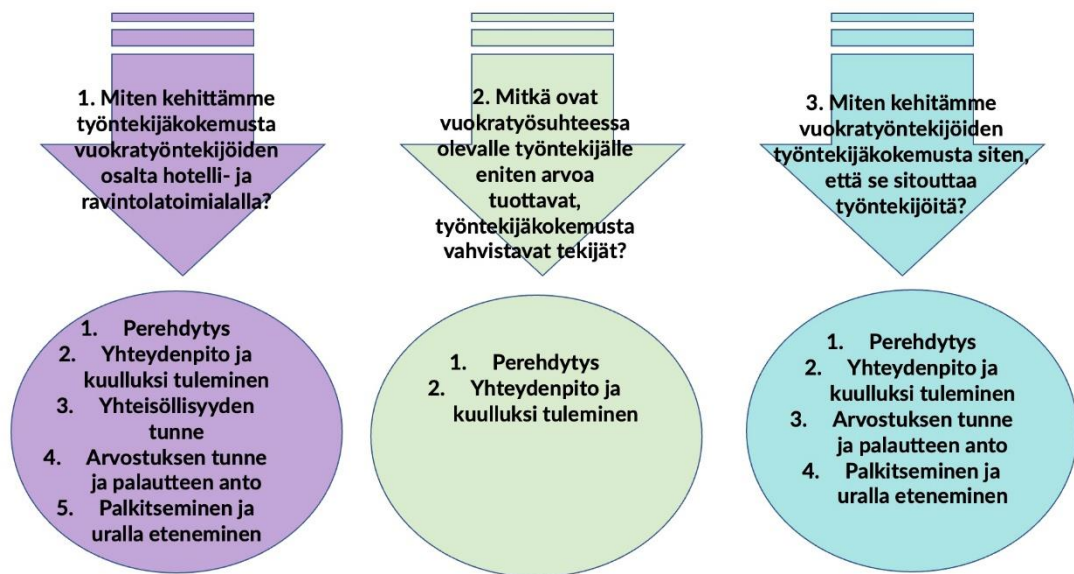 1. Miten kehittämme
työntekijäkokemusta
vuokratyöntekijöiden
osalta hotelli- ja
ravintolatoimialalla?
2. Mitkä ovat
vuokratyösuhteessa
olevalle työntekijälle
eniten arvoa
tuottavat,
työntekijäkokemusta
vahvistavat tekijät?
3. Miten kehitämme
vuokratyöntekijöiden
työntekijäkokemusta siten,
että se sitouttaa
työntekijöitä?
1. Perehdytys
2. Yhteydenpito ja
kuulluksi tuleminen
3. Yhteisöllisyyden
tunne
4. Arvostuksen tunne
ja palautteen anto
5. Palkitseminen ja
uralla eteneminen
1. Perehdytys
2. Yhteydenpito ja
kuulluksi tuleminen
1. Perehdytys
2. Yhteydenpito ja
kuulluksi tuleminen
3. Arvostuksen tunne
ja palautteen anto
4. Palkitseminen ja
uralla eteneminen